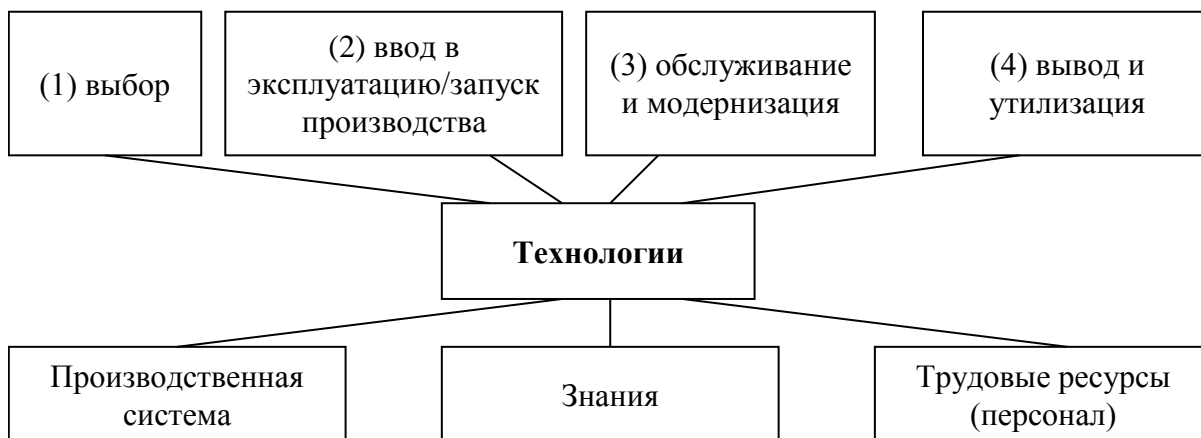 (1) выбор
(2) ввод в
эксплуатацию/запуск
производства
(3) обслуживание
и модернизация
(4) вывод и
утилизация
Технологии
Производственная
система
Знания
Трудовые ресурсы
(персонал)